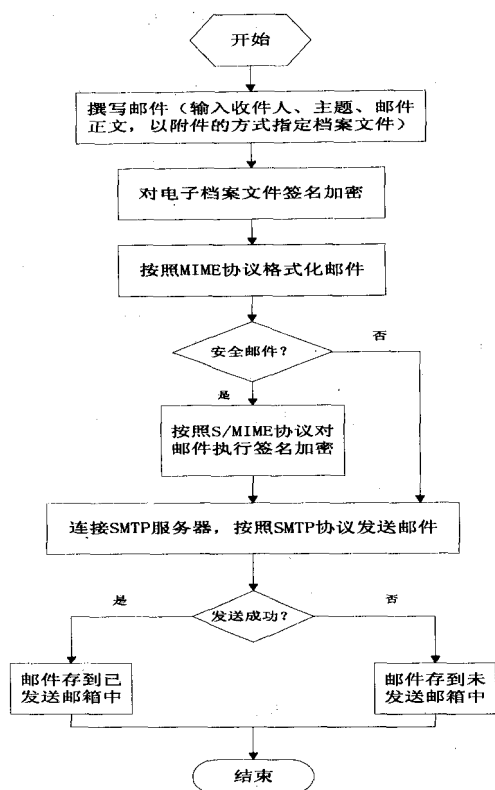 开始
撰写邮件（输入收件人、主题、邮件
正文，以附件的方式指定档案文件）
对电子档案文件签名加密
按照MIME协议格式化邮件
安全邮件？
否
是
按照S/MIME协议对
邮件执行签名加密
连接SMTP服务器，按照SMTP协议发送邮件
是
发送成功？
否
邮件存到已
发送邮箱中
邮件存到未
发送邮箱中
结束